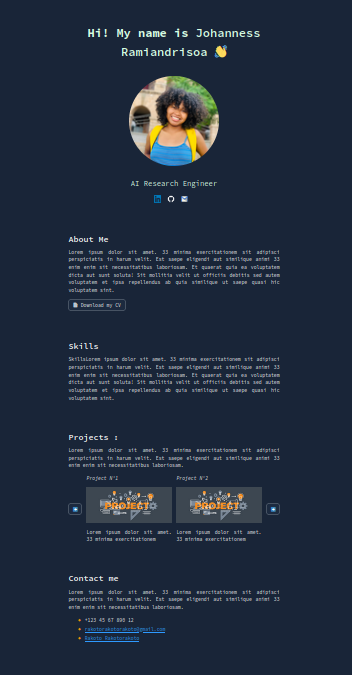 Hi! My name is Johanness
Ramiandrisoa
AI Research Engineer
About Me
Lorem ipsum dolor sit amet. 33 minima exercitationem sit adipisci
perspiciatis in harum velit. Est saepe eligendi aut similique animi 33
enim enim sit necessitatibus laboriosam. Et quaerat quia ea voluptatem
dicta aut sunt soluta! Sit mollitia velit ut officiis debitis sed autem
voluptatem et ipsa repellendus ab quia similique ut saepe quasi hic
voluptatem sint.
Download my CV
Skills
SkillsLorem ipsum dolor sit amet. 33 minima exercitationem sit adipisci
perspiciatis in harum velit. Est saepe eligendi aut similique animi 33
enim enim sit necessitatibus laboriosam. Et quaerat quia ea voluptatem
dicta aut sunt soluta! Sit mollitia velit ut officiis debitis sed autem
voluptatem et ipsa repellendus ab quia similique ut saepe quasi hic
voluptatem sint.
Projects :
Lorem ipsum dolor sit amet. 33 minima exercitationem sit adipisci
perspiciatis in harum velit. Est saepe eligendi aut similique animi 33
enim enim sit necessitatibus laboriosam.
Project N°1 Project N°2
PROJECT PROJECT
Lorem ipsum dolor sit amet. Lorem ipsum dolor sit amet.
33 minima exercitationem 33 minima exercitationem
Contact me
Lorem ipsum dolor sit amet. 33 minima exercitationem sit adipisci
perspiciatis in harum velit. Est saepe eligendi aut similique animi 33
enim enim sit necessitatibus laboriosam.
+123 45 67 890 12
rakotorakotorakoto@gmail.com
Rakoto Rakotorakoto